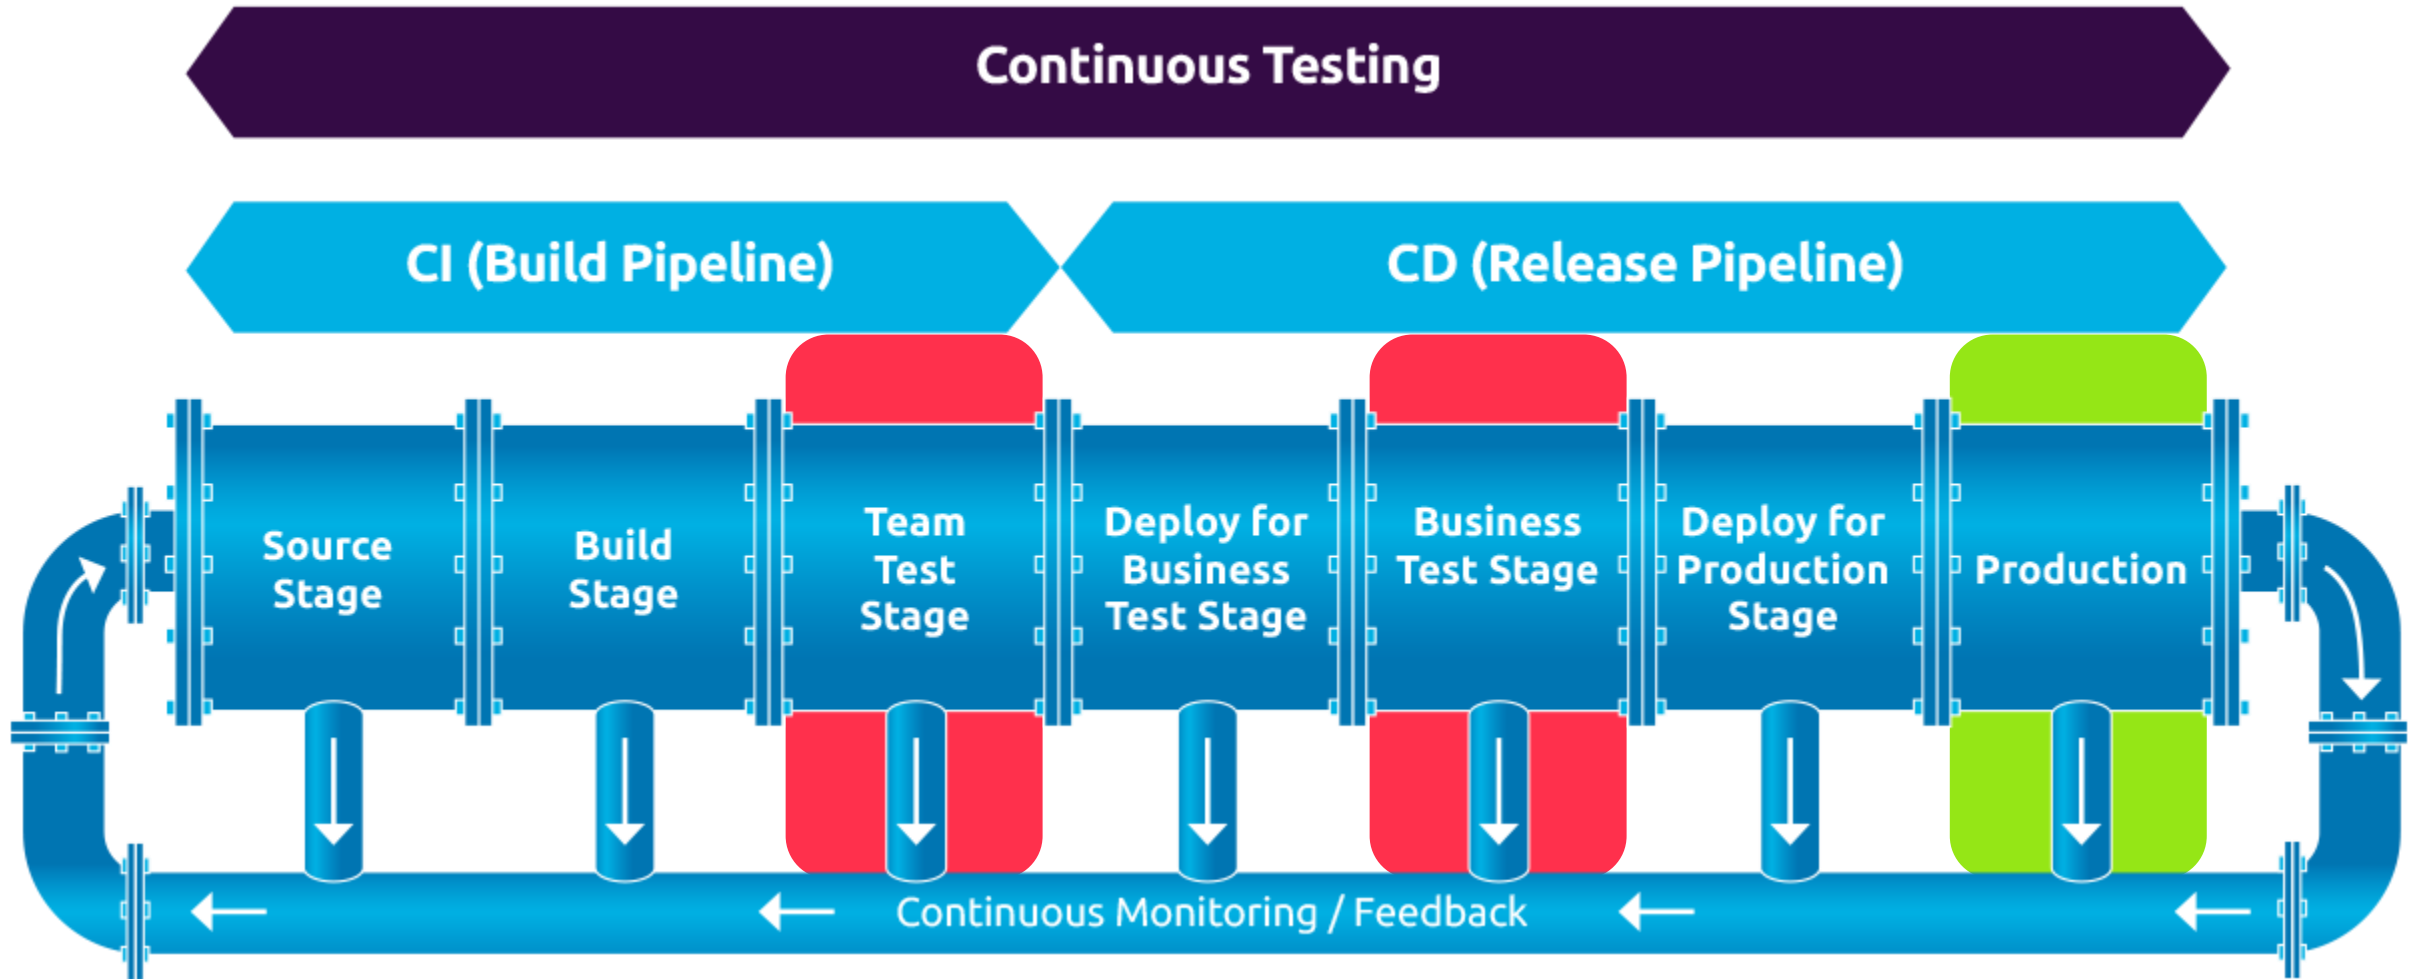 Continuous Testing
CI (Build Pipeline)
CD (Release Pipeline)
Source
Stage
Build
Stage
Team
Test
Stage
Deploy for
Business
Test Stage
Business
Test Stage
Deploy for
Production
Stage
Production
Continuous Monitoring / Feedback